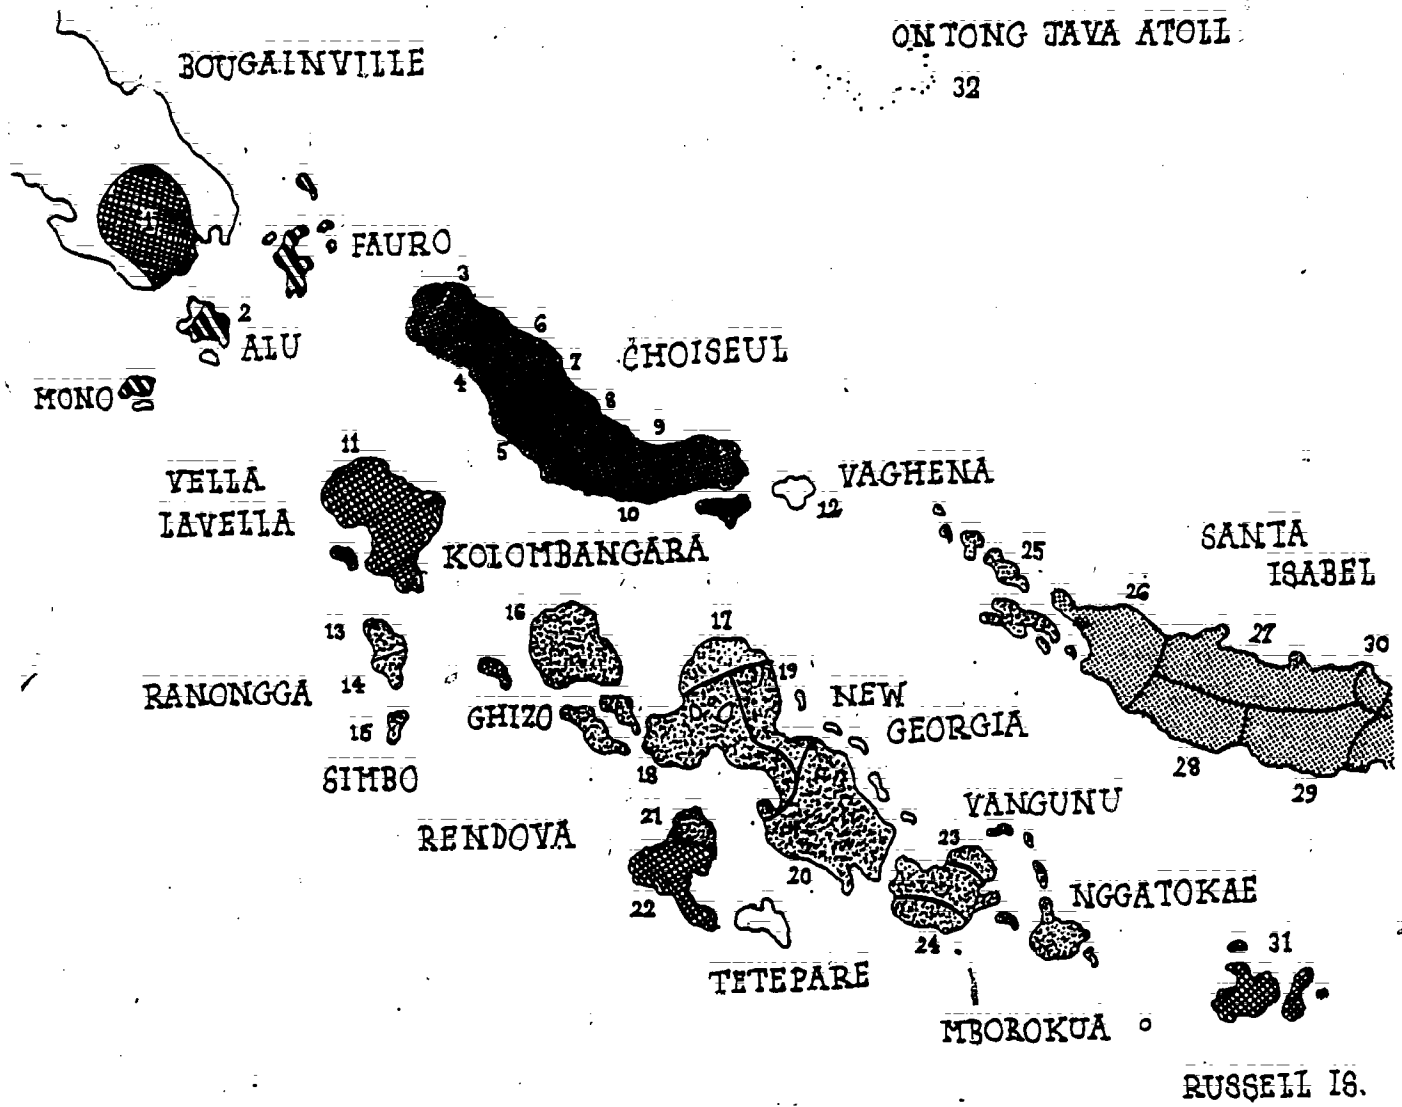 ONTONG JAVA ATOLL
32
BOUGAINVILLE
1
FAURO
2
ALU
MONO
3
6
CHOISEUL
7
4
8
9
5
10
11
VELLA
LAVELLA
VAGHENA
12
KOLOMBANGARA
25
SANTA
ISABEL
26
27
30
28
29
13
14
RANONGGA
15
SIMBO
16
GHIZO
17
19
NEW
GEORGIA
18
20
21
RENDOVA
22
TETEPARE
VANGUNU
23
24
NGGATOKAE
MBOROKUA
31
RUSSELL IS.